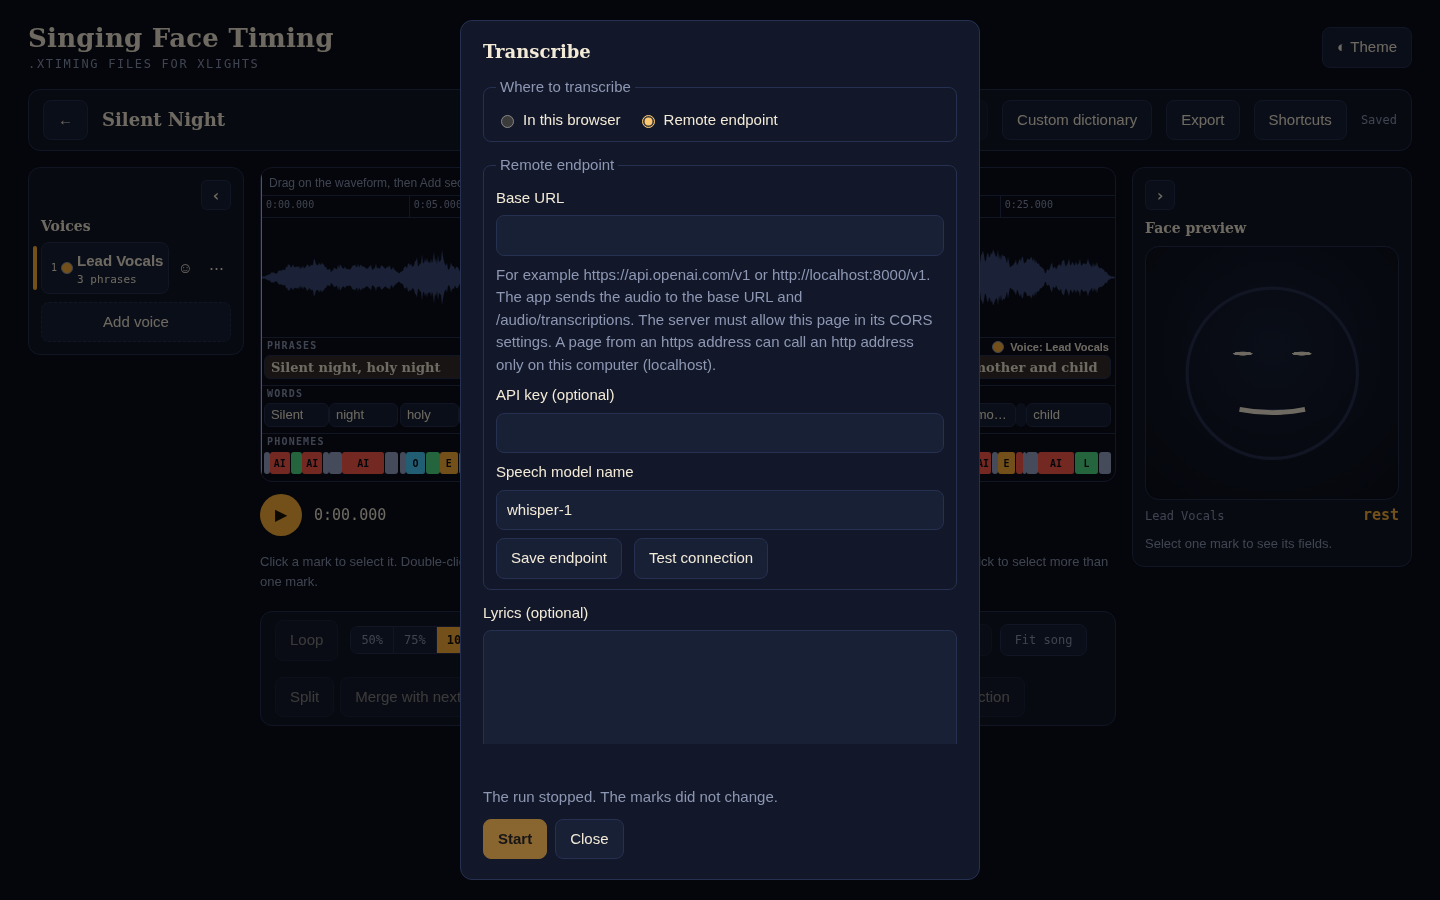 Singing Face Timing
.XTIMING FILES FOR XLIGHTS
◐ Theme
←
Silent Night
Custom dictionary
Export
Shortcuts
Saved
‹
Voices
1
Lead Vocals
3 phrases
☺
⋯
Add voice
Drag on the waveform, then Add sec
0:00.000
0:05.000
0:25.000
PHRASES
Voice: Lead Vocals
Silent night, holy night
mother and child
WORDS
Silent
night
holy
mo…
child
PHONEMES
AI
AI
AI
O
E
AI
E
AI
L
▶
0:00.000
Click a mark to select it. Double-clic
ck to select more than
one mark.
Loop
50%
75%
10
Fit song
Split
Merge with next
ction
›
Face preview
Lead Vocals
rest
Select one mark to see its fields.
Transcribe
Where to transcribe
In this browser
Remote endpoint
Remote endpoint
Base URL
For example https://api.openai.com/v1 or http://localhost:8000/v1.
The app sends the audio to the base URL and
/audio/transcriptions. The server must allow this page in its CORS
settings. A page from an https address can call an http address
only on this computer (localhost).
API key (optional)
Speech model name
whisper-1
Save endpoint
Test connection
Lyrics (optional)
The run stopped. The marks did not change.
Start
Close